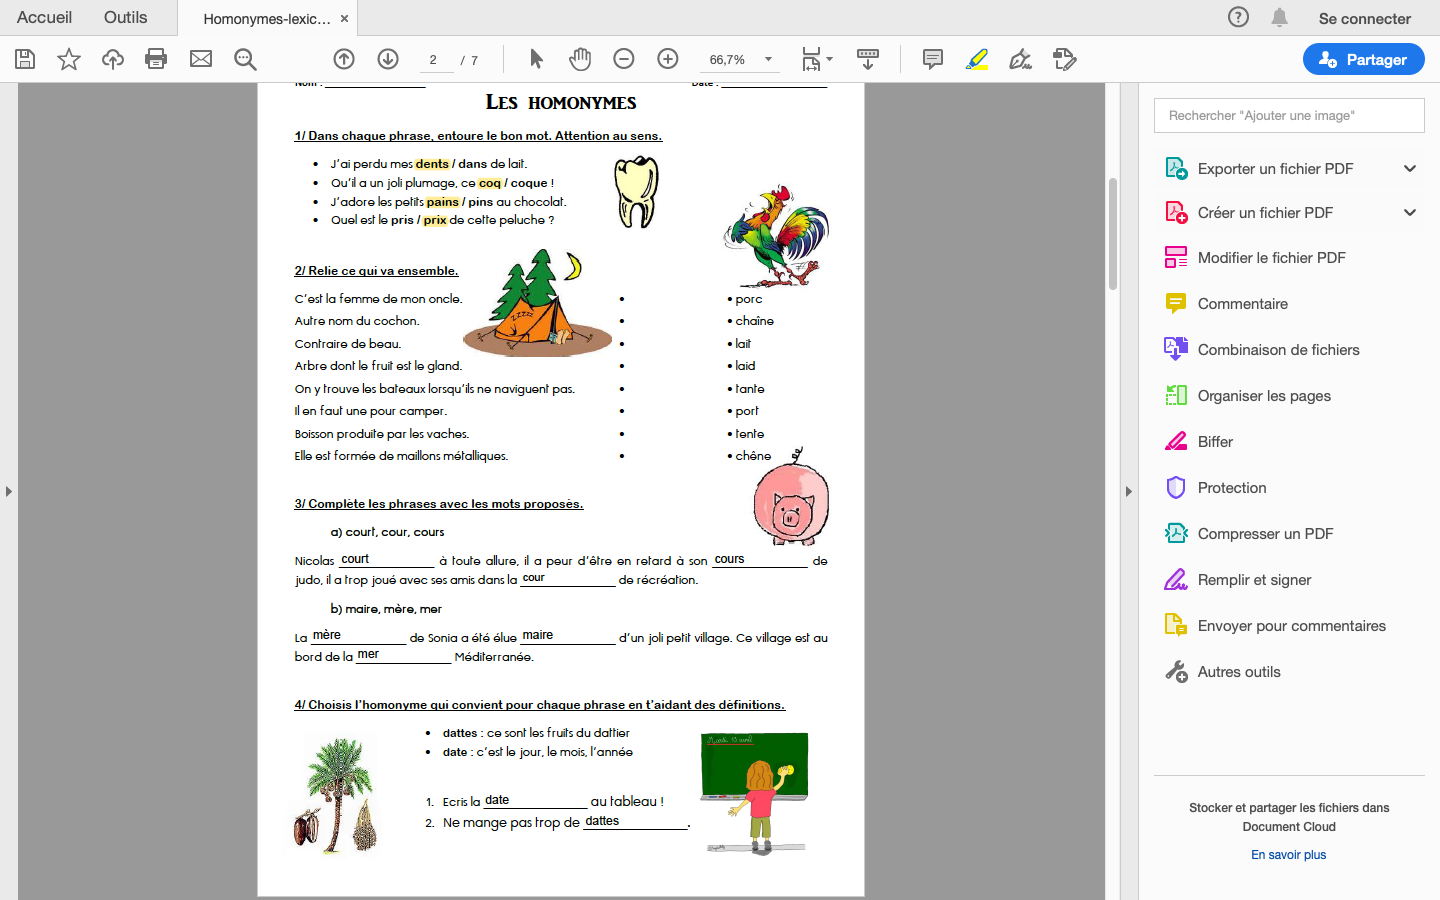 Accueil Outils Homonymes-lexic... × Se connecter
2 / 7 66,7% Partager
Nom : Date :
LES HOMONYMES
1/ Dans chaque phrase, entoure le bon mot. Attention au sens.
• J'ai perdu mes dents / dans de lait.
• Qu'il a un joli plumage, ce coq / coque !
• J'adore les petits pains / pins au chocolat.
• Quel est le pris / prix de cette peluche ?
2/ Relie ce qui va ensemble.
ZZZZZ
C'est la femme de mon oncle. • • porc
Autre nom du cochon. • • chaîne
Contraire de beau. • • lait
Arbre dont le fruit est le gland. • • laid
On y trouve les bateaux lorsqu'ils ne naviguent pas. • • tante
Il en faut une pour camper. • • port
Boisson produite par les vaches. • • tente
Elle est formée de maillons métalliques. • • chêne
3/ Complète les phrases avec les mots proposés.
a) court, cour, cours
Nicolas court à toute allure, il a peur d'être en retard à son cours de
judo, il a trop joué avec ses amis dans la cour de récréation.
b) maire, mère, mer
La mère de Sonia a été élue maire d'un joli petit village. Ce village est au
bord de la mer Méditerranée.
4/ Choisis l'homonyme qui convient pour chaque phrase en t'aidant des définitions.
• dattes : ce sont les fruits du dattier
• date : c'est le jour, le mois, l'année
1. Ecris la date au tableau !
2. Ne mange pas trop de dattes.
Rechercher "Ajouter une image"
Exporter un fichier PDF
Créer un fichier PDF
Modifier le fichier PDF
Commentaire
Combinaison de fichiers
Organiser les pages
Biffer
Protection
Compresser un PDF
Remplir et signer
Envoyer pour commentaires
Autres outils
Stocker et partager les fichiers dans
Document Cloud
En savoir plus